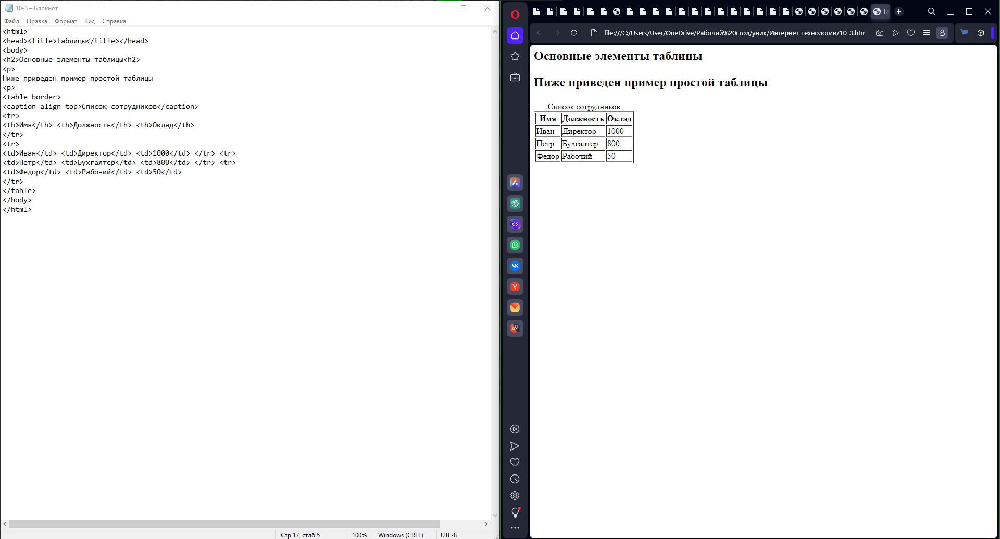 10-3 – Блокнот
Файл Правка Формат Вид Справка
<html>
<head><title>Таблицы</title></head>
<body>
<h2>Основные элементы таблицы<h2>
<p>
Ниже приведен пример простой таблицы
<p>
<table border>
<caption align=top>Список сотрудников</caption>
<tr>
<th>Имя</th> <th>Должность</th> <th>Оклад</th>
</tr>
<tr>
<td>Иван</td> <td>Директор</td> <td>1000</td> </tr> <tr>
<td>Петр</td> <td>Бухгалтер</td> <td>800</td> </tr> <tr>
<td>Федор</td> <td>Рабочий</td> <td>50</td>
</tr>
</table>
</body>
</html>
Стр 17, стлб 5 100% Windows (CRLF) UTF-8
file:///C:/Users/User/OneDrive/Рабочий%20стол/уник/Интернет-технологии/10-3.htm
Основные элементы таблицы
Ниже приведен пример простой таблицы
Список сотрудников
Имя Должность Оклад
Иван Директор 1000
Петр Бухгалтер 800
Федор Рабочий 50
CS